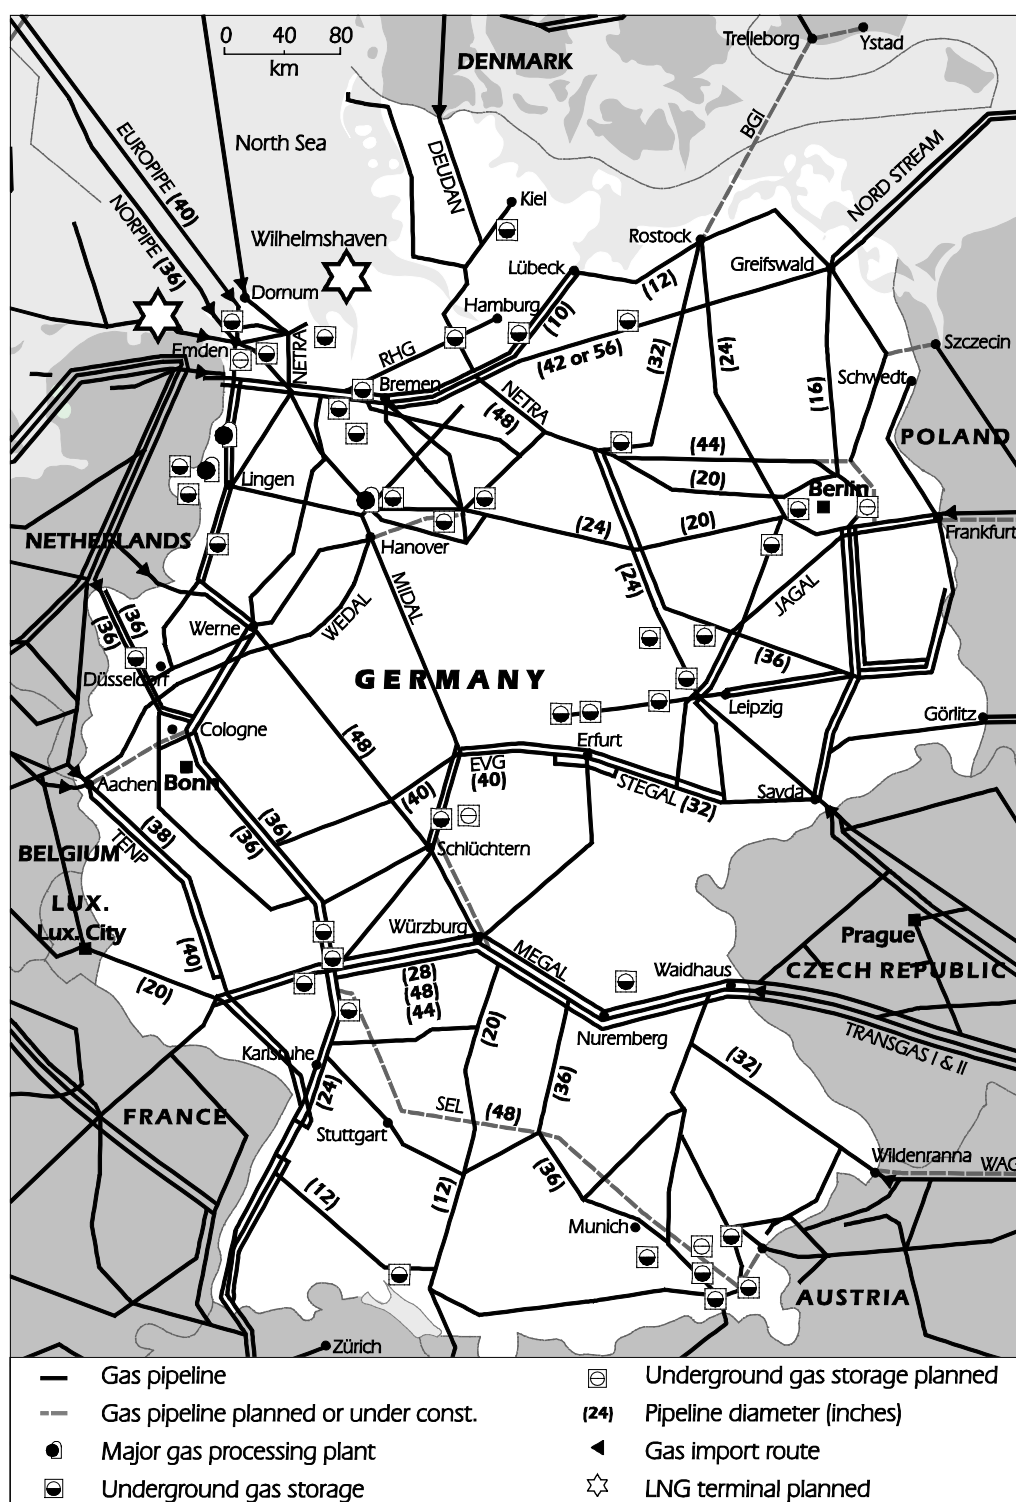 0 40 80
km
DENMARK
Trelleborg
Ystad
BGI
North Sea
EUROPIPE (40)
NORPIPE (36)
DEUDAN
NORD STREAM
Kiel
Wilhelmshaven
Rostock
Lübeck
Greifswald
Dornum
Hamburg
(12)
(10)
Emden
NETRA
RHG
(42 or 56)
(32)
(24)
Szczecin
Schwedt
(16)
Bremen
NETRA
(48)
POLAND
(44)
Lingen
(20)
Berlin
NETHERLANDS
(24)
(20)
Frankfurt
Hanover
(24)
MIDAL
WEDAL
JAGAL
(36)
(36)
Werne
(36)
Düsseldorf
GERMANY
Leipzig
Görlitz
Cologne
(48)
Erfurt
EVG
(40)
Aachen
Bonn
(40)
STEGAL (32)
Sayda
(38)
TENP
(36)
(36)
Schlüchtern
BELGIUM
LUX.
Lux. City
Würzburg
Prague
(40)
MEGAL
Waidhaus
CZECH REPUBLIC
(20)
(28)
(48)
(44)
(20)
Nuremberg
TRANSGAS I & II
Karlsruhe
(32)
(24)
(36)
FRANCE
SEL
(48)
Stuttgart
Wildenranna
WAG
(12)
(12)
(36)
Munich
AUSTRIA
Zürich
Gas pipeline
Gas pipeline planned or under const.
Major gas processing plant
Underground gas storage
Underground gas storage planned
(24) Pipeline diameter (inches)
Gas import route
LNG terminal planned